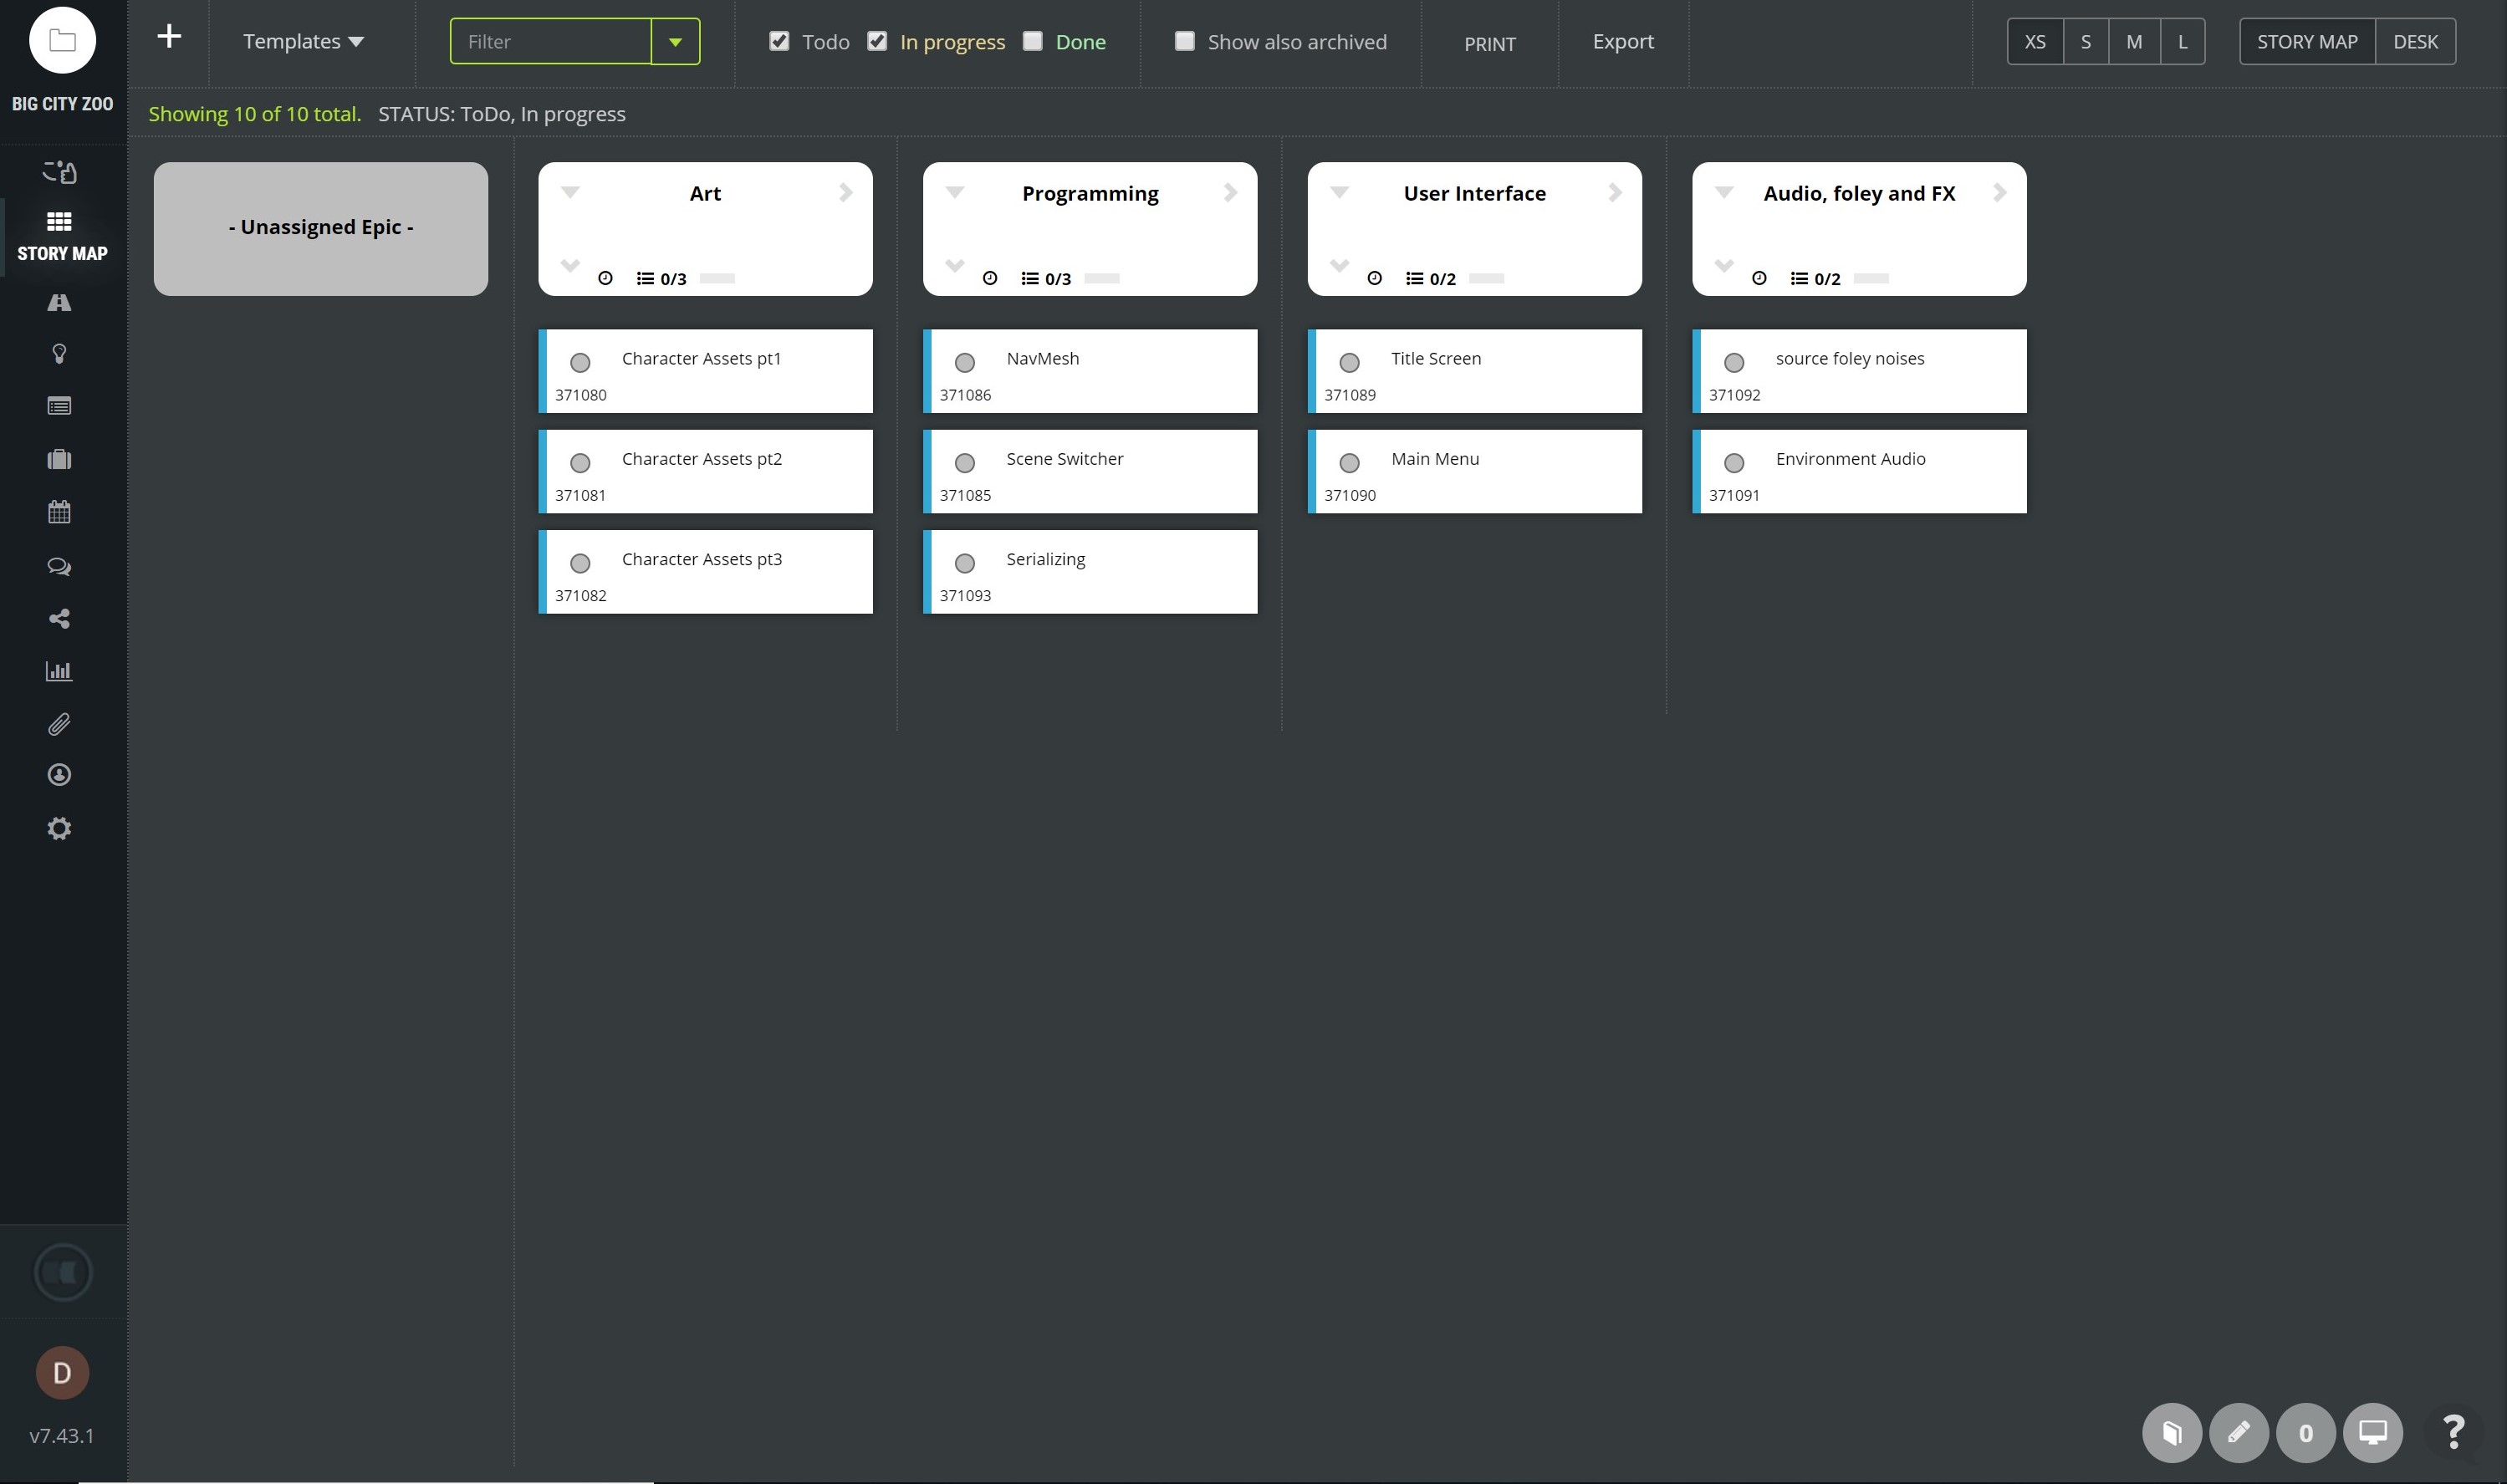 BIG CITY ZOO
STORY MAP
D
v7.43.1
+ Templates Filter Todo In progress Done Show also archived PRINT Export XS S M L STORY MAP DESK
Showing 10 of 10 total. STATUS: ToDo, In progress
- Unassigned Epic -
Art
0/3
Character Assets pt1
371080
Character Assets pt2
371081
Character Assets pt3
371082
Programming
0/3
NavMesh
371086
Scene Switcher
371085
Serializing
371093
User Interface
0/2
Title Screen
371089
Main Menu
371090
Audio, foley and FX
0/2
source foley noises
371092
Environment Audio
371091
0 ?